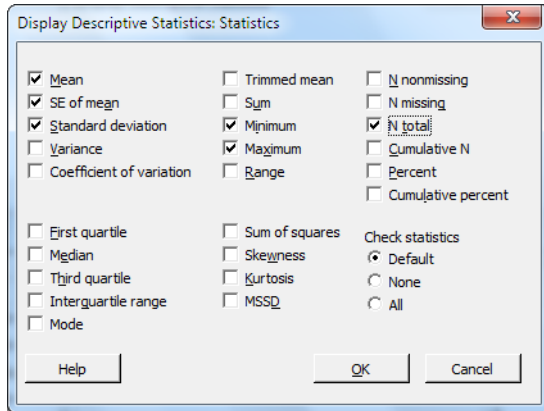 Display Descriptive Statistics: Statistics
Mean
SE of mean
Standard deviation
Variance
Coefficient of variation
Trimmed mean
Sum
Minimum
Maximum
Range
N nonmissing
N missing
N total
Cumulative N
Percent
Cumulative percent
First quartile
Median
Third quartile
Interquartile range
Mode
Sum of squares
Skewness
Kurtosis
MSSD
Check statistics
Default
None
All
Help
OK
Cancel